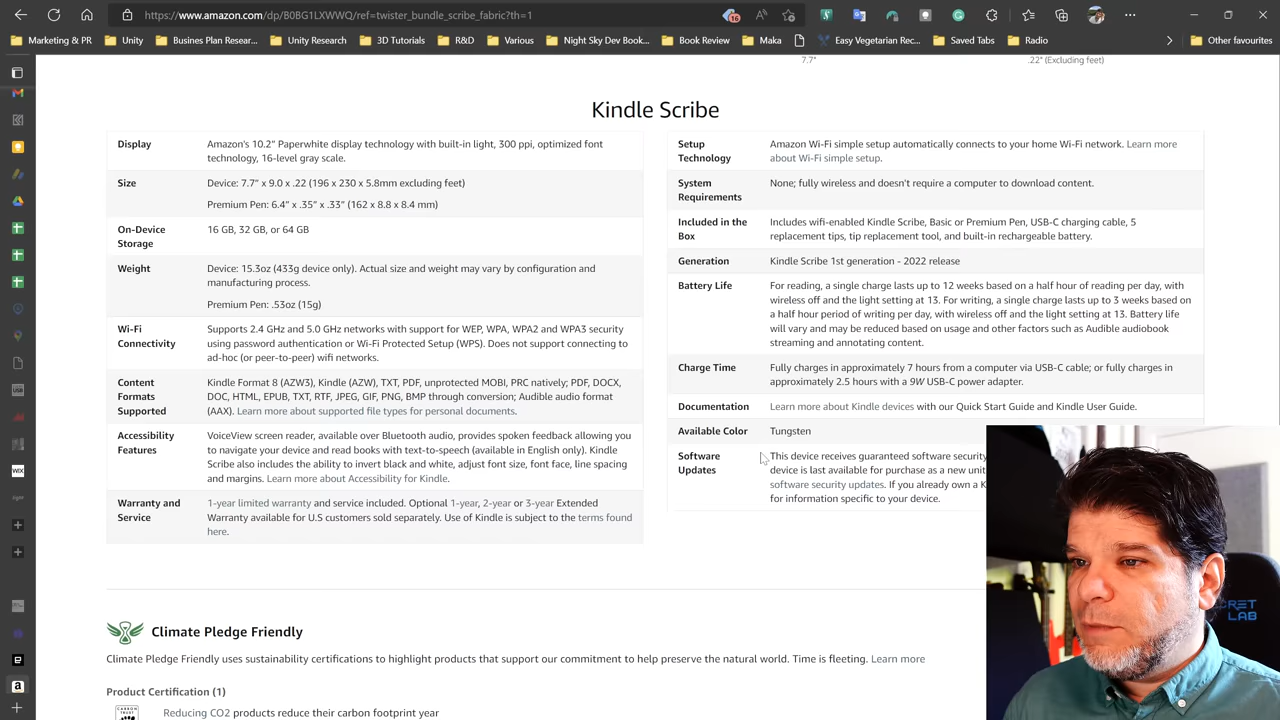 https://www.amazon.com/dp/B0BG1LXWWQ/ref=twister_bundle_scribe_fabric?th=1
16
Marketing & PR
Unity
Busines Plan Resear...
Unity Research
3D Tutorials
R&D
Various
Night Sky Dev Book...
Book Review
Maka
Easy Vegetarian Rec...
Saved Tabs
Radio
Other favourites
7.7"
.22" (Excluding feet)
Kindle Scribe
Display
Amazon's 10.2" Paperwhite display technology with built-in light, 300 ppi, optimized font
technology, 16-level gray scale.
Size
Device: 7.7" x 9.0 x .22 (196 x 230 x 5.8mm excluding feet)
Premium Pen: 6.4" x .35" x .33" (162 x 8.8 x 8.4 mm)
On-Device
Storage
16 GB, 32 GB, or 64 GB
Weight
Device: 15.3oz (433g device only). Actual size and weight may vary by configuration and
manufacturing process.
Premium Pen: .53oz (15g)
Wi-Fi
Connectivity
Supports 2.4 GHz and 5.0 GHz networks with support for WEP, WPA, WPA2 and WPA3 security
using password authentication or Wi-Fi Protected Setup (WPS). Does not support connecting to
ad-hoc (or peer-to-peer) wifi networks.
Content
Formats
Supported
Kindle Format 8 (AZW3), Kindle (AZW), TXT, PDF, unprotected MOBI, PRC natively; PDF, DOCX,
DOC, HTML, EPUB, TXT, RTF, JPEG, GIF, PNG, BMP through conversion; Audible audio format
(AAX). Learn more about supported file types for personal documents.
Accessibility
Features
VoiceView screen reader, available over Bluetooth audio, provides spoken feedback allowing you
to navigate your device and read books with text-to-speech (available in English only). Kindle
Scribe also includes the ability to invert black and white, adjust font size, font face, line spacing
and margins. Learn more about Accessibility for Kindle.
Warranty and
Service
1-year limited warranty and service included. Optional 1-year, 2-year or 3-year Extended
Warranty available for U.S customers sold separately. Use of Kindle is subject to the terms found
here.
Setup
Technology
Amazon Wi-Fi simple setup automatically connects to your home Wi-Fi network. Learn more
about Wi-Fi simple setup.
System
Requirements
None; fully wireless and doesn't require a computer to download content.
Included in the
Box
Includes wifi-enabled Kindle Scribe, Basic or Premium Pen, USB-C charging cable, 5
replacement tips, tip replacement tool, and built-in rechargeable battery.
Generation
Kindle Scribe 1st generation - 2022 release
Battery Life
For reading, a single charge lasts up to 12 weeks based on a half hour of reading per day, with
wireless off and the light setting at 13. For writing, a single charge lasts up to 3 weeks based on
a half hour period of writing per day, with wireless off and the light setting at 13. Battery life
will vary and may be reduced based on usage and other factors such as Audible audiobook
streaming and annotating content.
Charge Time
Fully charges in approximately 7 hours from a computer via USB-C cable; or fully charges in
approximately 2.5 hours with a 9W USB-C power adapter.
Documentation
Learn more about Kindle devices with our Quick Start Guide and Kindle User Guide.
Available Color
Tungsten
Software
Updates
This device receives guaranteed software security
device is last available for purchase as a new unit
software security updates. If you already own a K
for information specific to your device.
Climate Pledge Friendly
Climate Pledge Friendly uses sustainability certifications to highlight products that support our commitment to help preserve the natural world. Time is fleeting. Learn more
Product Certification (1)
CARBON
TRUST
Reducing CO2 products reduce their carbon footprint year
WIX
RET
LAB